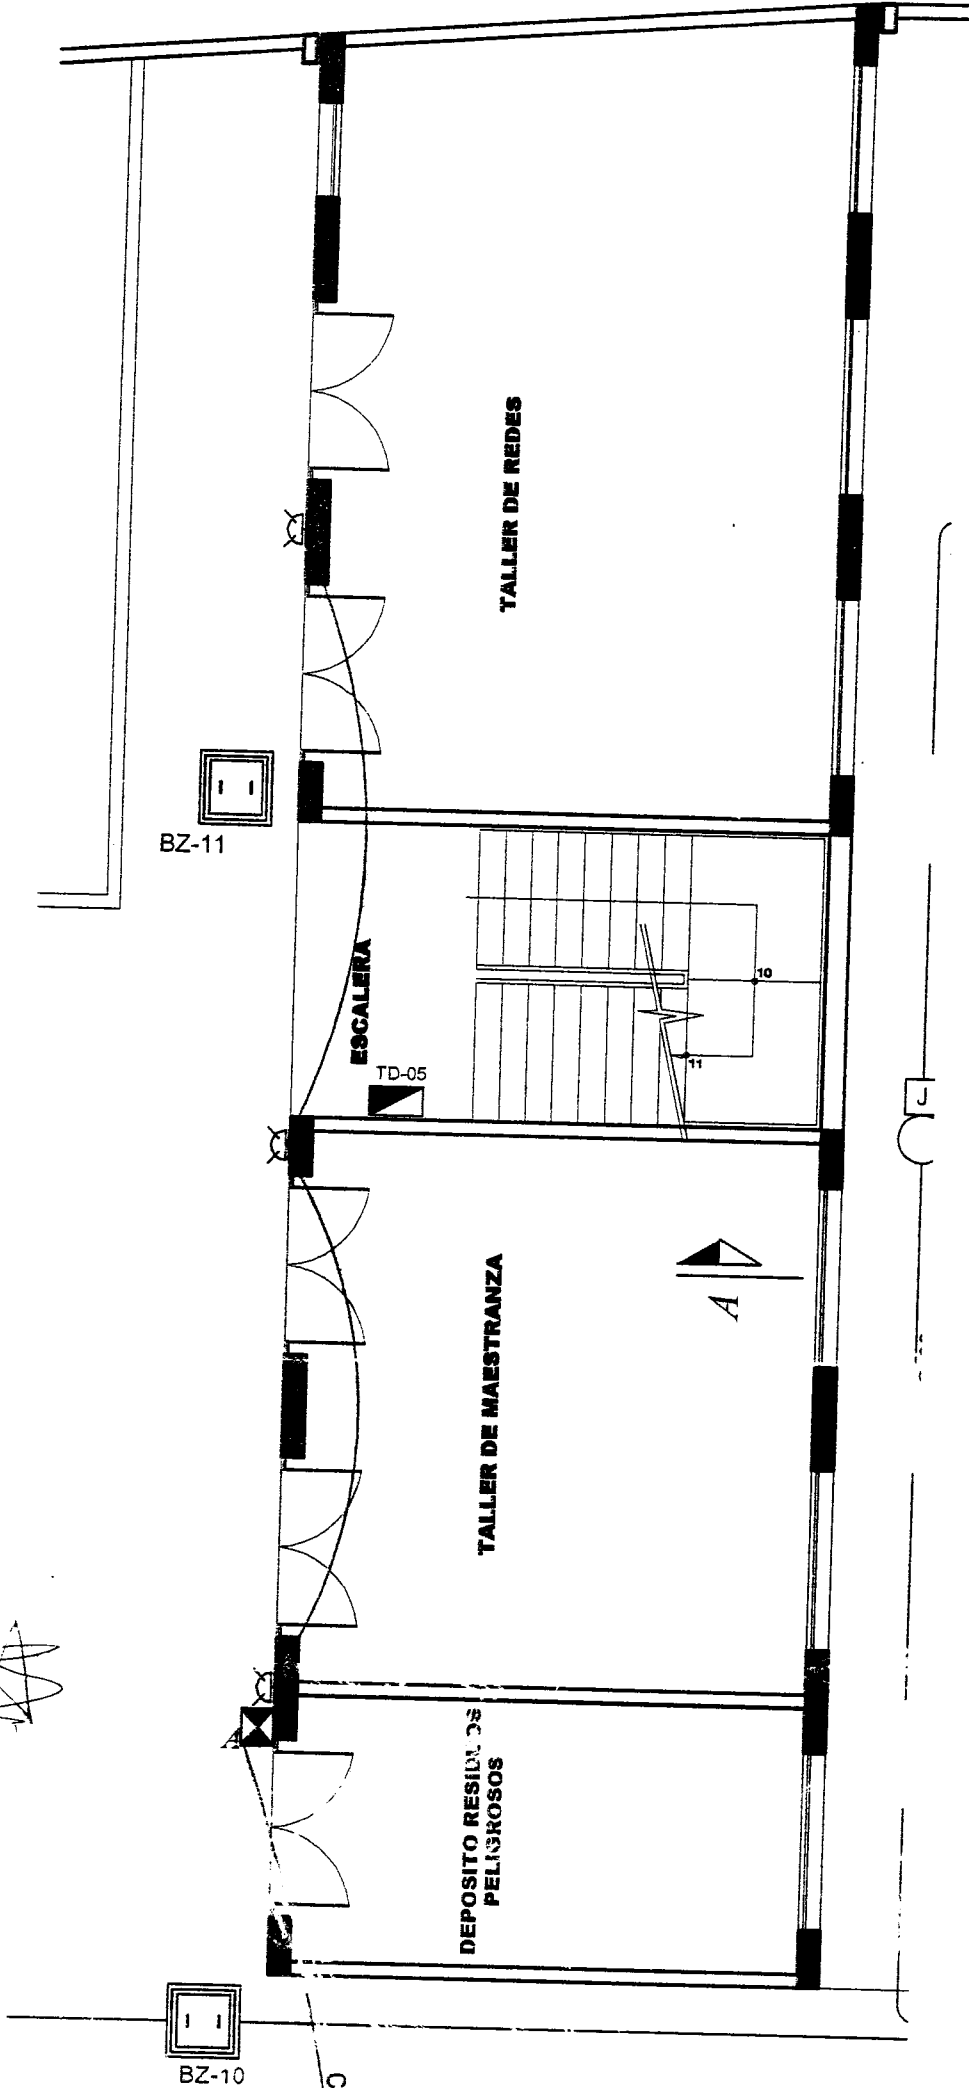 TALLER DE REDES
BZ-11
ESCALERA
10
11
TD-05
A
TALLER DE MAESTRANZA
A
DEPOSITO RESIDUOS
PELIGROSOS
BZ-10
C